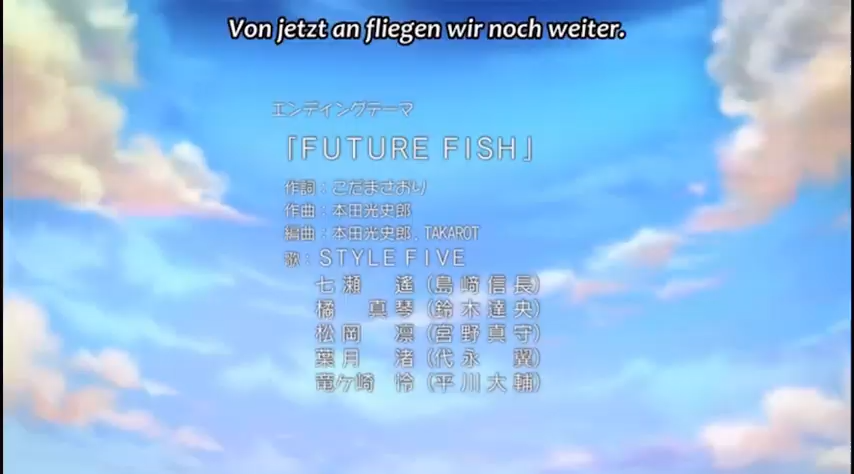 Von jetzt an fliegen wir noch weiter.
エンディングテーマ
「FUTURE FISH」
作詞：こだまさおり
作曲：本田光史郎
編曲：本田光史郎．TAKAROT
歌：STYLE FIVE
七瀬 遙（島﨑信長）
橘 真琴（鈴木達央）
松岡 凛（宮野真守）
葉月 渚（代永 翼）
竜ケ崎 怜（平川大輔）